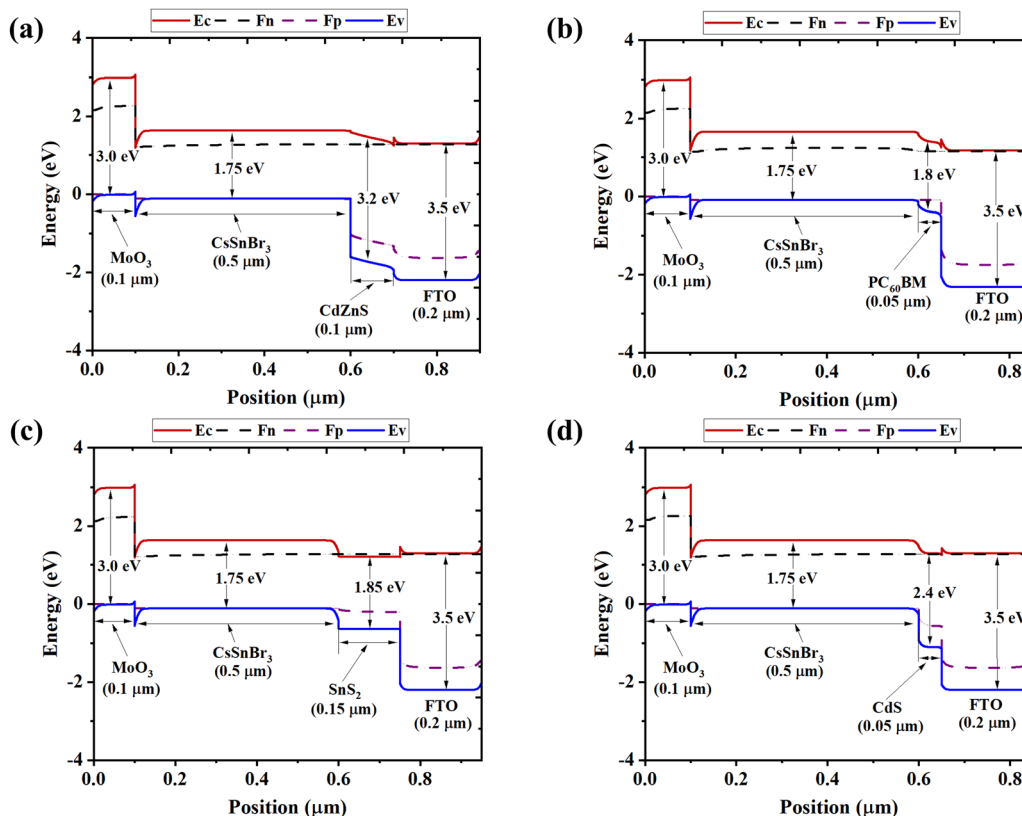 (a)
Ec Fn Fp Ev
Energy (eV)
4
2
0
-2
-4
3.0 eV
1.75 eV
3.2 eV
3.5 eV
MoO₃
(0.1 μm)
CsSnBr₃
(0.5 μm)
CdZnS
(0.1 μm)
FTO
(0.2 μm)
0.0 0.2 0.4 0.6 0.8
Position (μm)
(b)
Ec Fn Fp Ev
Energy (eV)
4
2
0
-2
-4
3.0 eV
1.75 eV
1.8 eV
3.5 eV
MoO₃
(0.1 μm)
CsSnBr₃
(0.5 μm)
PC₆₀BM
(0.05 μm)
FTO
(0.2 μm)
0.0 0.2 0.4 0.6 0.8
Position (μm)
(c)
Ec Fn Fp Ev
Energy (eV)
4
2
0
-2
-4
3.0 eV
1.75 eV
1.85 eV
3.5 eV
MoO₃
(0.1 μm)
CsSnBr₃
(0.5 μm)
SnS₂
(0.15 μm)
FTO
(0.2 μm)
0.0 0.2 0.4 0.6 0.8
Position (μm)
(d)
Ec Fn Fp Ev
Energy (eV)
4
2
0
-2
-4
3.0 eV
1.75 eV
2.4 eV
3.5 eV
MoO₃
(0.1 μm)
CsSnBr₃
(0.5 μm)
CdS
(0.05 μm)
FTO
(0.2 μm)
0.0 0.2 0.4 0.6 0.8
Position (μm)